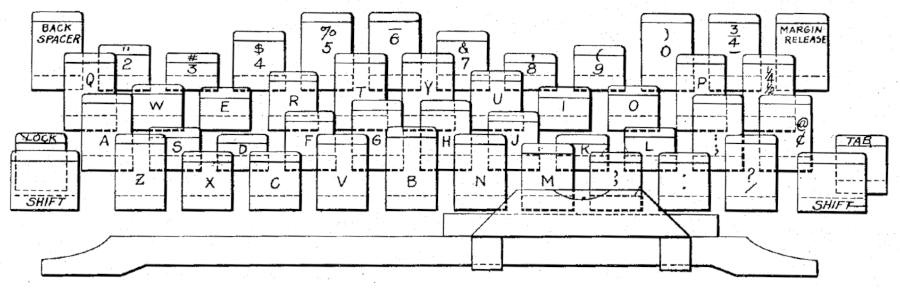 BACK SPACER
" 2
# 3
$ 4
% 5
— 6
& 7
' 8
( 9
) 0
3 4 —
MARGIN RELEASE
Q W E R T Y U I O P ¼ ½
A S D F G H J K L ; : @ ¢
LOCK
TAB
SHIFT Z X C V B N M , . ? / SHIFT